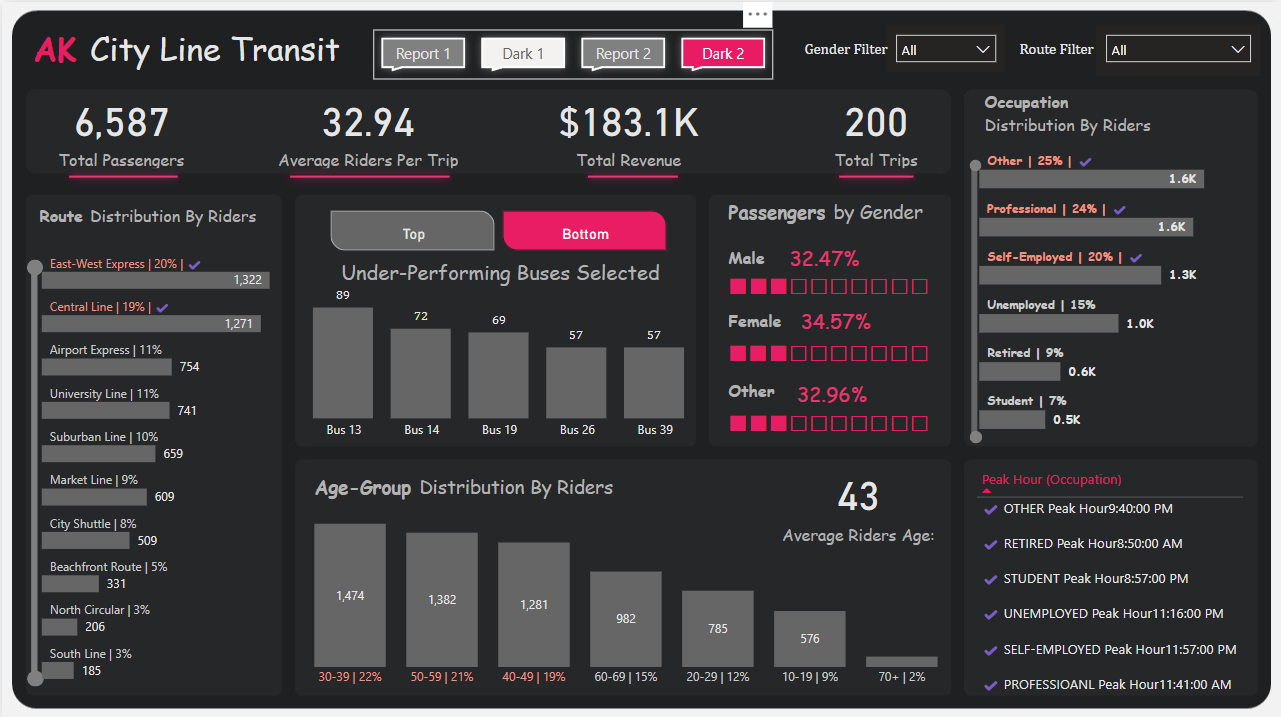 AK City Line Transit
Report 1
Dark 1
Report 2
Dark 2
Gender Filter
All
Route Filter
All
6,587
Total Passengers
32.94
Average Riders Per Trip
$183.1K
Total Revenue
200
Total Trips
Occupation
Distribution By Riders
Other | 25% |
1.6K
Professional | 24% |
1.6K
Self-Employed | 20% |
1.3K
Unemployed | 15%
1.0K
Retired | 9%
0.6K
Student | 7%
0.5K
Route Distribution By Riders
East-West Express | 20% |
1,322
Central Line | 19% |
1,271
Airport Express | 11%
754
University Line | 11%
741
Suburban Line | 10%
659
Market Line | 9%
609
City Shuttle | 8%
509
Beachfront Route | 5%
331
North Circular | 3%
206
South Line | 3%
185
Top
Bottom
Under-Performing Buses Selected
89
72
69
57
57
Bus 13
Bus 14
Bus 19
Bus 26
Bus 39
Passengers by Gender
Male 32.47%
Female 34.57%
Other 32.96%
Age-Group Distribution By Riders
43
Average Riders Age:
1,474
1,382
1,281
982
785
576
30-39 | 22%
50-59 | 21%
40-49 | 19%
60-69 | 15%
20-29 | 12%
10-19 | 9%
70+ | 2%
Peak Hour (Occupation)
OTHER Peak Hour9:40:00 PM
RETIRED Peak Hour8:50:00 AM
STUDENT Peak Hour8:57:00 PM
UNEMPLOYED Peak Hour11:16:00 PM
SELF-EMPLOYED Peak Hour11:57:00 PM
PROFESSIOANL Peak Hour11:41:00 AM